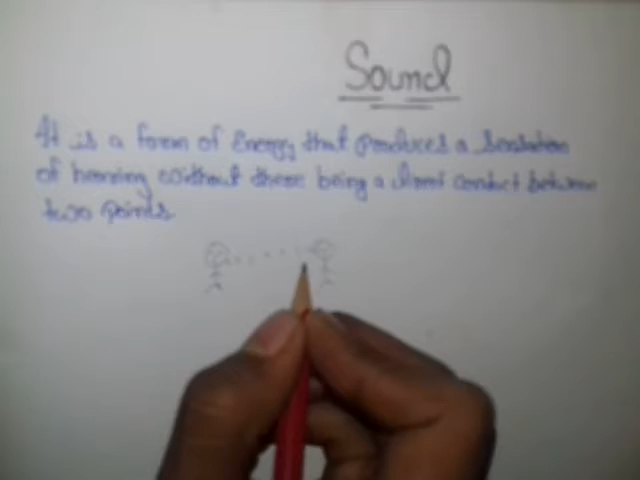 Sound
It is a form of Energy that produces a sensation
of hearing without there being a direct contact between
two points